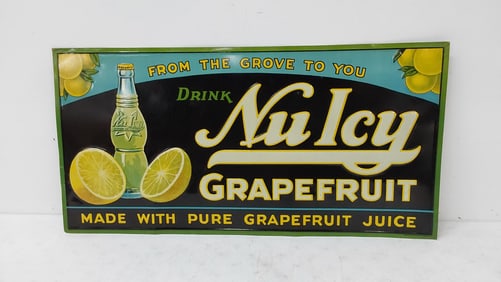 FROM THE GROVE TO YOU
DRINK
Nu Icy
GRAPEFRUIT
MADE WITH PURE GRAPEFRUIT JUICE